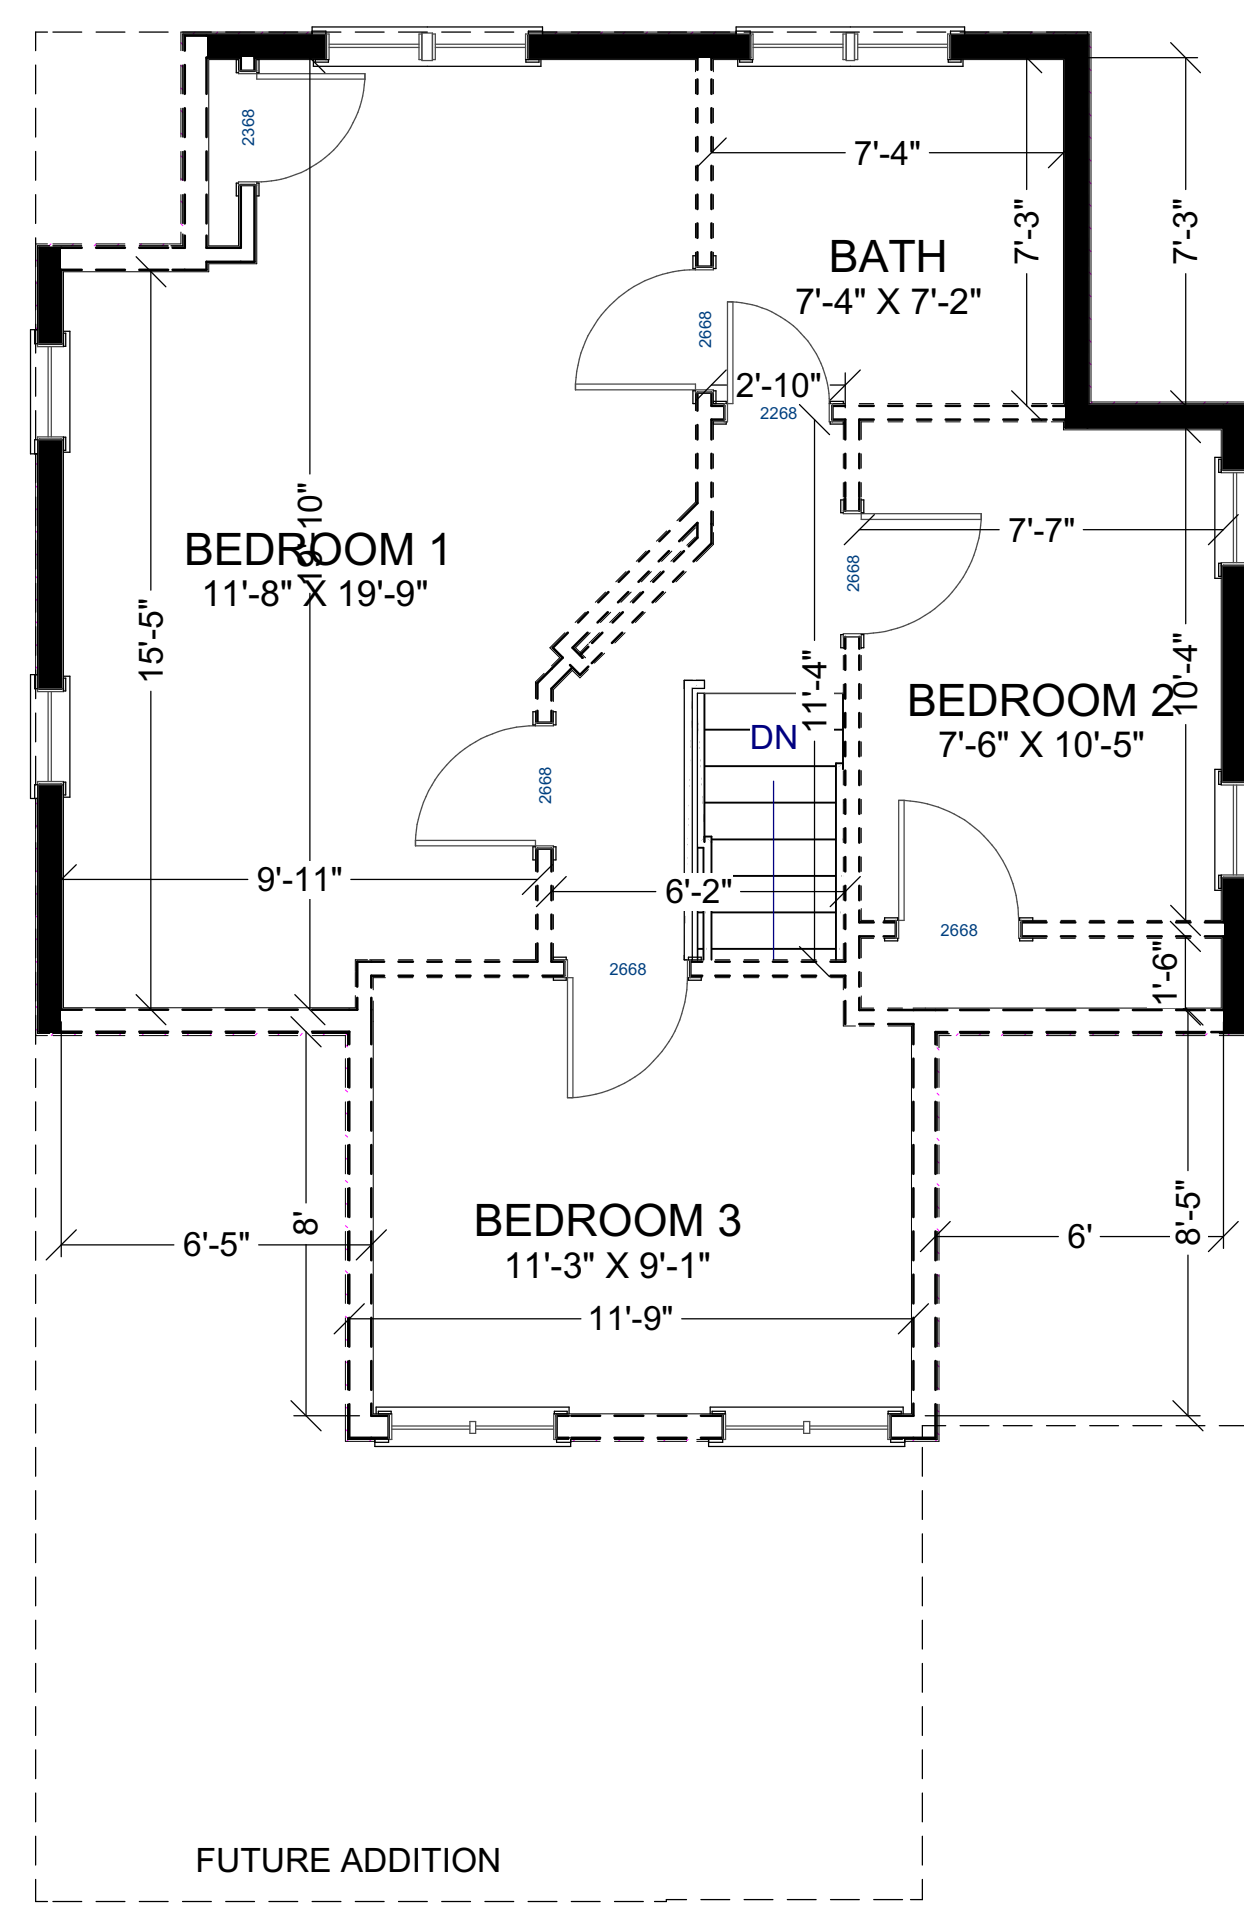 2368
7'-4"
7'-3"
7'-3"
BATH
7'-4" X 7'-2"
2668
2'-10"
2268
19'-10"
BEDROOM 1
11'-8" X 19'-9"
7'-7"
2668
15'-5"
11'-4"
10'-4"
BEDROOM 2
7'-6" X 10'-5"
DN
2668
9'-11"
6'-2"
2668
2668
1'-6"
8'
BEDROOM 3
11'-3" X 9'-1"
6'-5"
6'
8'-5"
11'-9"
FUTURE ADDITION